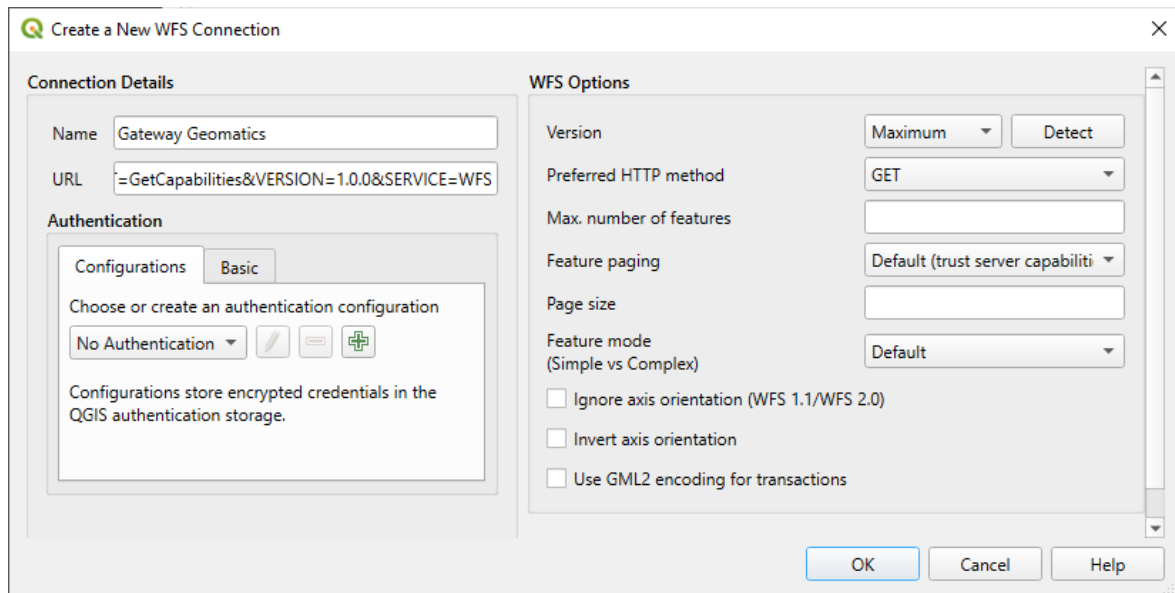 Create a New WFS Connection
Connection Details
Name Gateway Geomatics
URL =GetCapabilities&VERSION=1.0.0&SERVICE=WFS
Authentication
Configurations Basic
Choose or create an authentication configuration
No Authentication
Configurations store encrypted credentials in the
QGIS authentication storage.
WFS Options
Version Maximum Detect
Preferred HTTP method GET
Max. number of features
Feature paging Default (trust server capabiliti
Page size
Feature mode
(Simple vs Complex) Default
Ignore axis orientation (WFS 1.1/WFS 2.0)
Invert axis orientation
Use GML2 encoding for transactions
OK Cancel Help